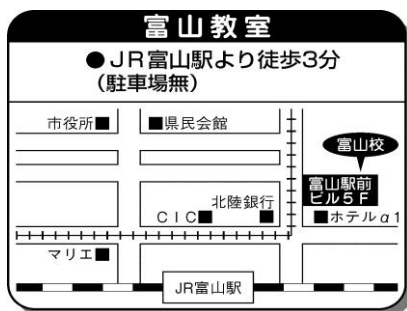 富山教室
●JR富山駅より徒歩3分
(駐車場無)
市役所■
■県民会館
富山校
富山駅前
ビル5F
北陸銀行
CIC■
■ホテルα1
マリエ■
JR富山駅